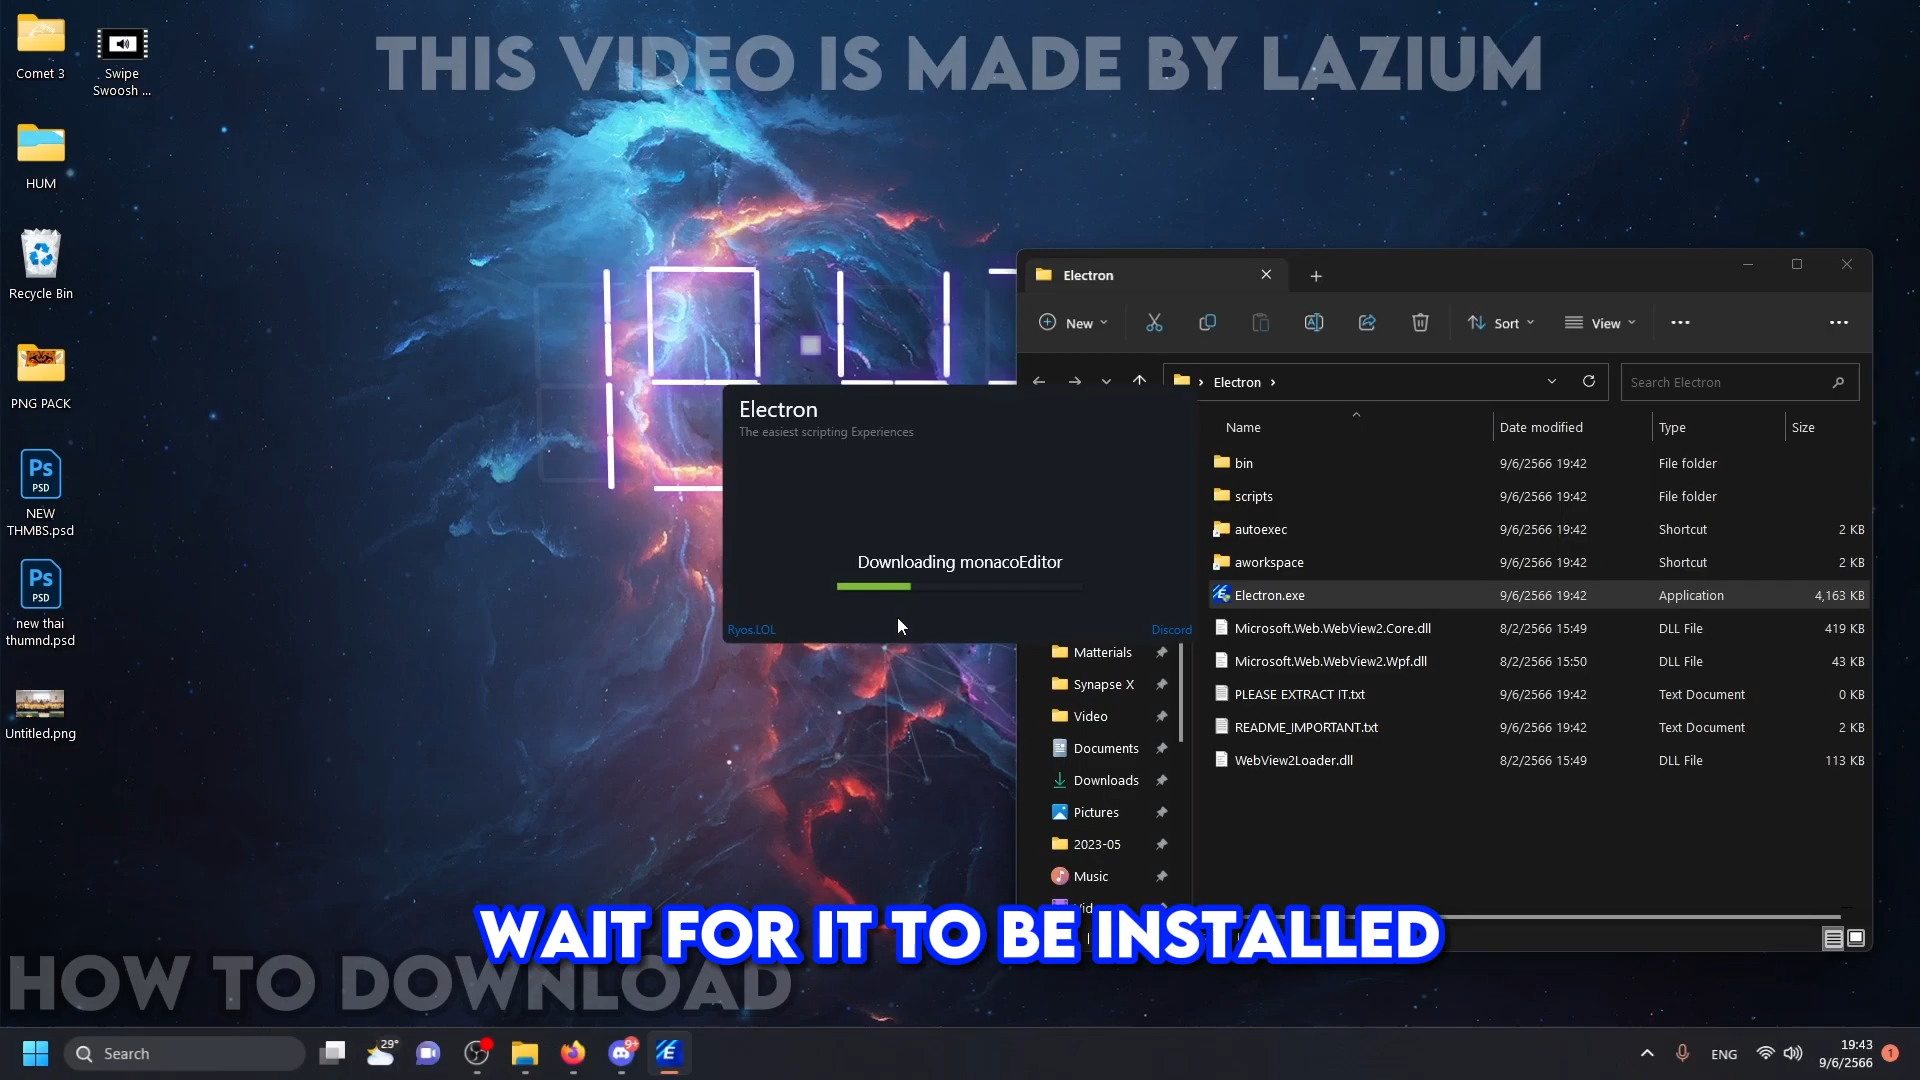 THIS VIDEO IS MADE BY LAZIUM
Comet 3
Swipe
Swoosh ...
HUM
Recycle Bin
PNG PACK
Ps
PSD
NEW
THMBS.psd
Ps
PSD
new thai
thumnd.psd
Untitled.png
Electron
New
Sort
View
Electron
Search Electron
Name
Date modified
Type
Size
bin
9/6/2566 19:42
File folder
scripts
9/6/2566 19:42
File folder
autoexec
9/6/2566 19:42
Shortcut
2 KB
aworkspace
9/6/2566 19:42
Shortcut
2 KB
Electron.exe
9/6/2566 19:42
Application
4,163 KB
Microsoft.Web.WebView2.Core.dll
8/2/2566 15:49
DLL File
419 KB
Microsoft.Web.WebView2.Wpf.dll
8/2/2566 15:50
DLL File
43 KB
PLEASE EXTRACT IT.txt
9/6/2566 19:42
Text Document
0 KB
README_IMPORTANT.txt
9/6/2566 19:42
Text Document
2 KB
WebView2Loader.dll
8/2/2566 15:49
DLL File
113 KB
Electron
The easiest scripting Experiences
Downloading monacoEditor
Ryos.LOL
Discord
Matterials
Synapse X
Video
Documents
Downloads
Pictures
2023-05
Music
WAIT FOR IT TO BE INSTALLED
HOW TO DOWNLOAD
Search
29°
9+
ENG
19:43
9/6/2566
1